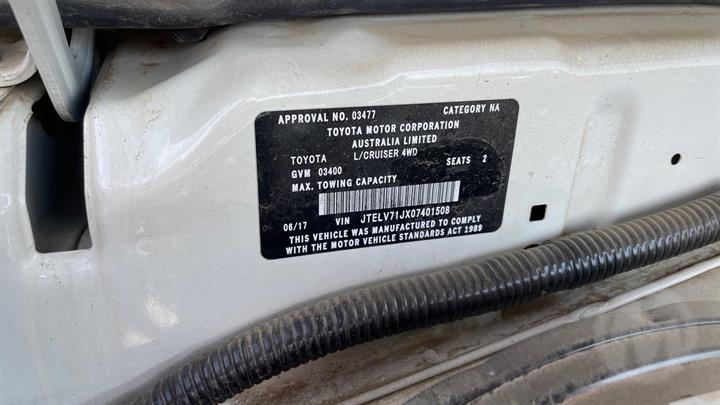 APPROVAL NO. 03477 CATEGORY NA
TOYOTA MOTOR CORPORATION
AUSTRALIA LIMITED
TOYOTA L/CRUISER 4WD
GVM 03400 SEATS 2
MAX. TOWING CAPACITY
06/17 VIN JTELV71JX07401508
THIS VEHICLE WAS MANUFACTURED TO COMPLY
WITH THE MOTOR VEHICLE STANDARDS ACT 1989